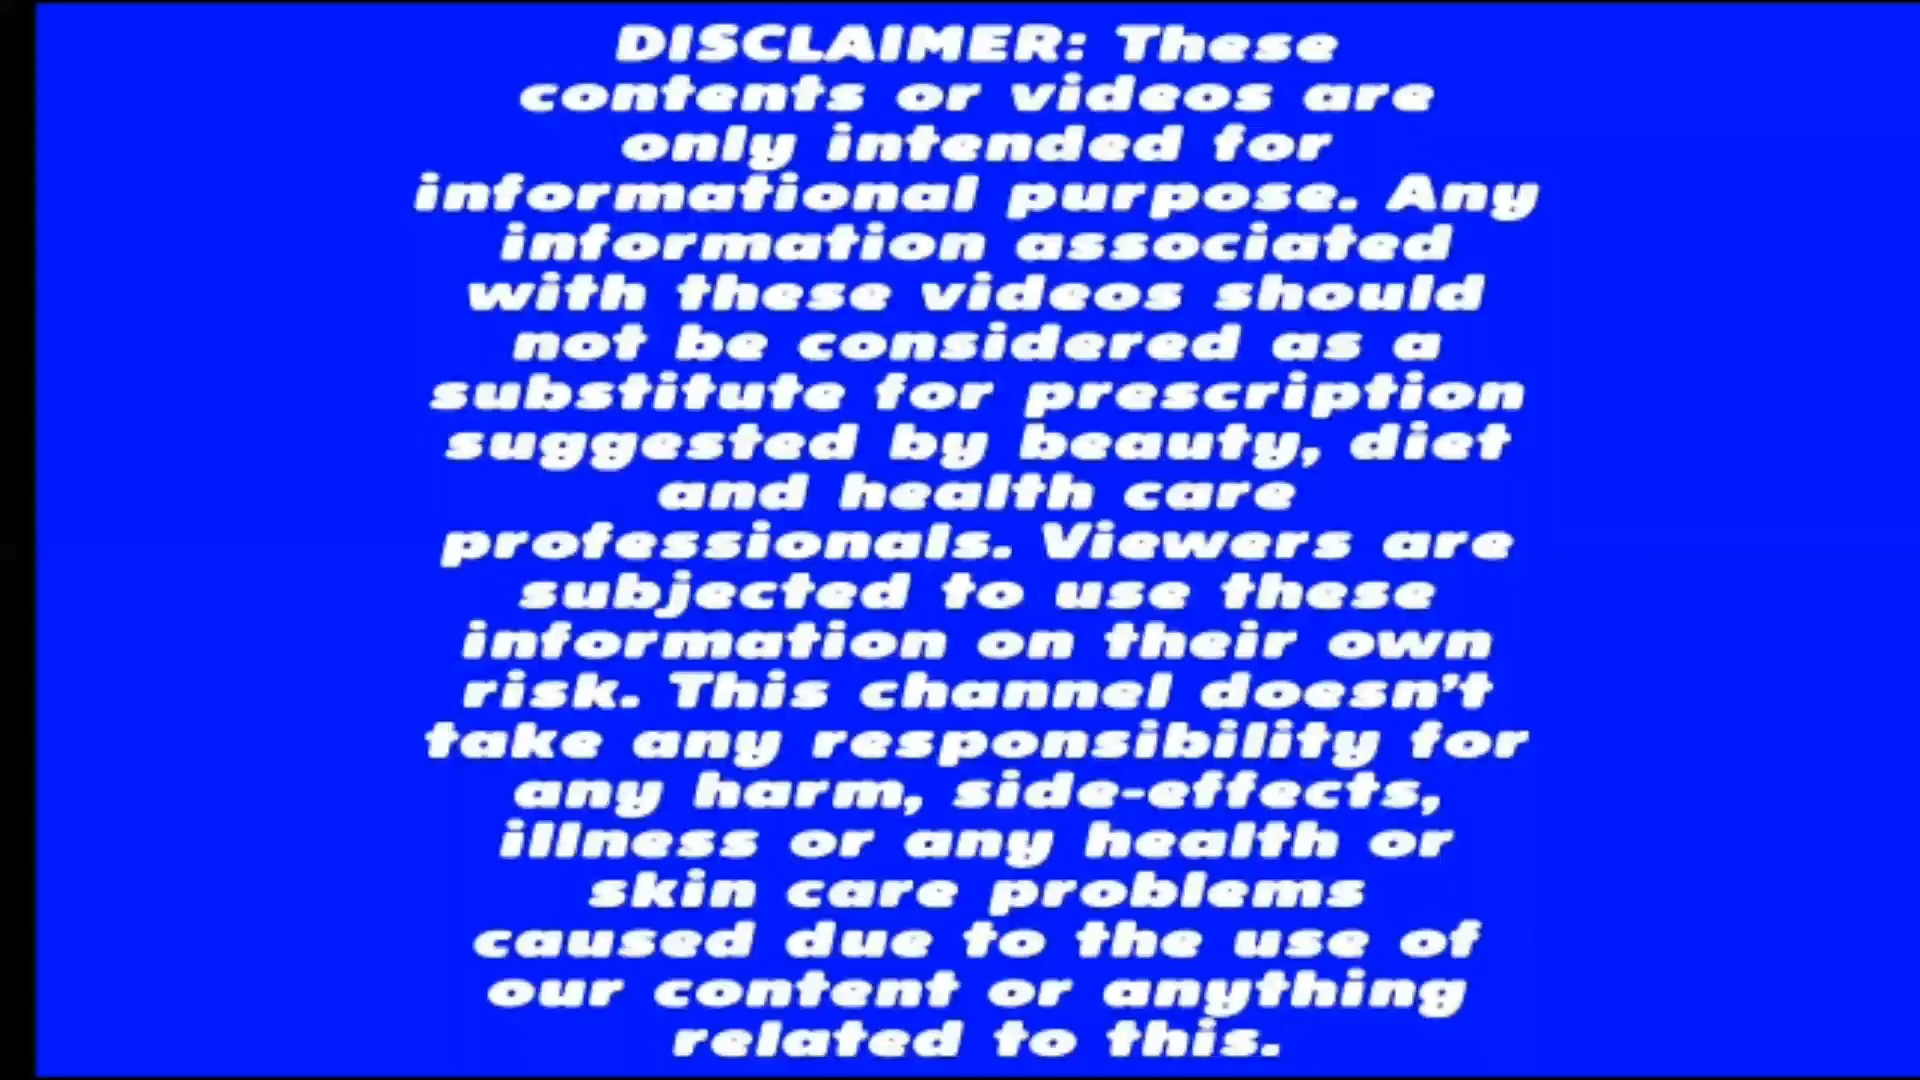 DISCLAIMER: These
contents or videos are
only intended for
informational purpose. Any
information associated
with these videos should
not be considered as a
substitute for prescription
suggested by beauty, diet
and health care
professionals. Viewers are
subjected to use these
information on their own
risk. This channel doesn't
take any responsibility for
any harm, side-effects,
illness or any health or
skin care problems
caused due to the use of
our content or anything
related to this.